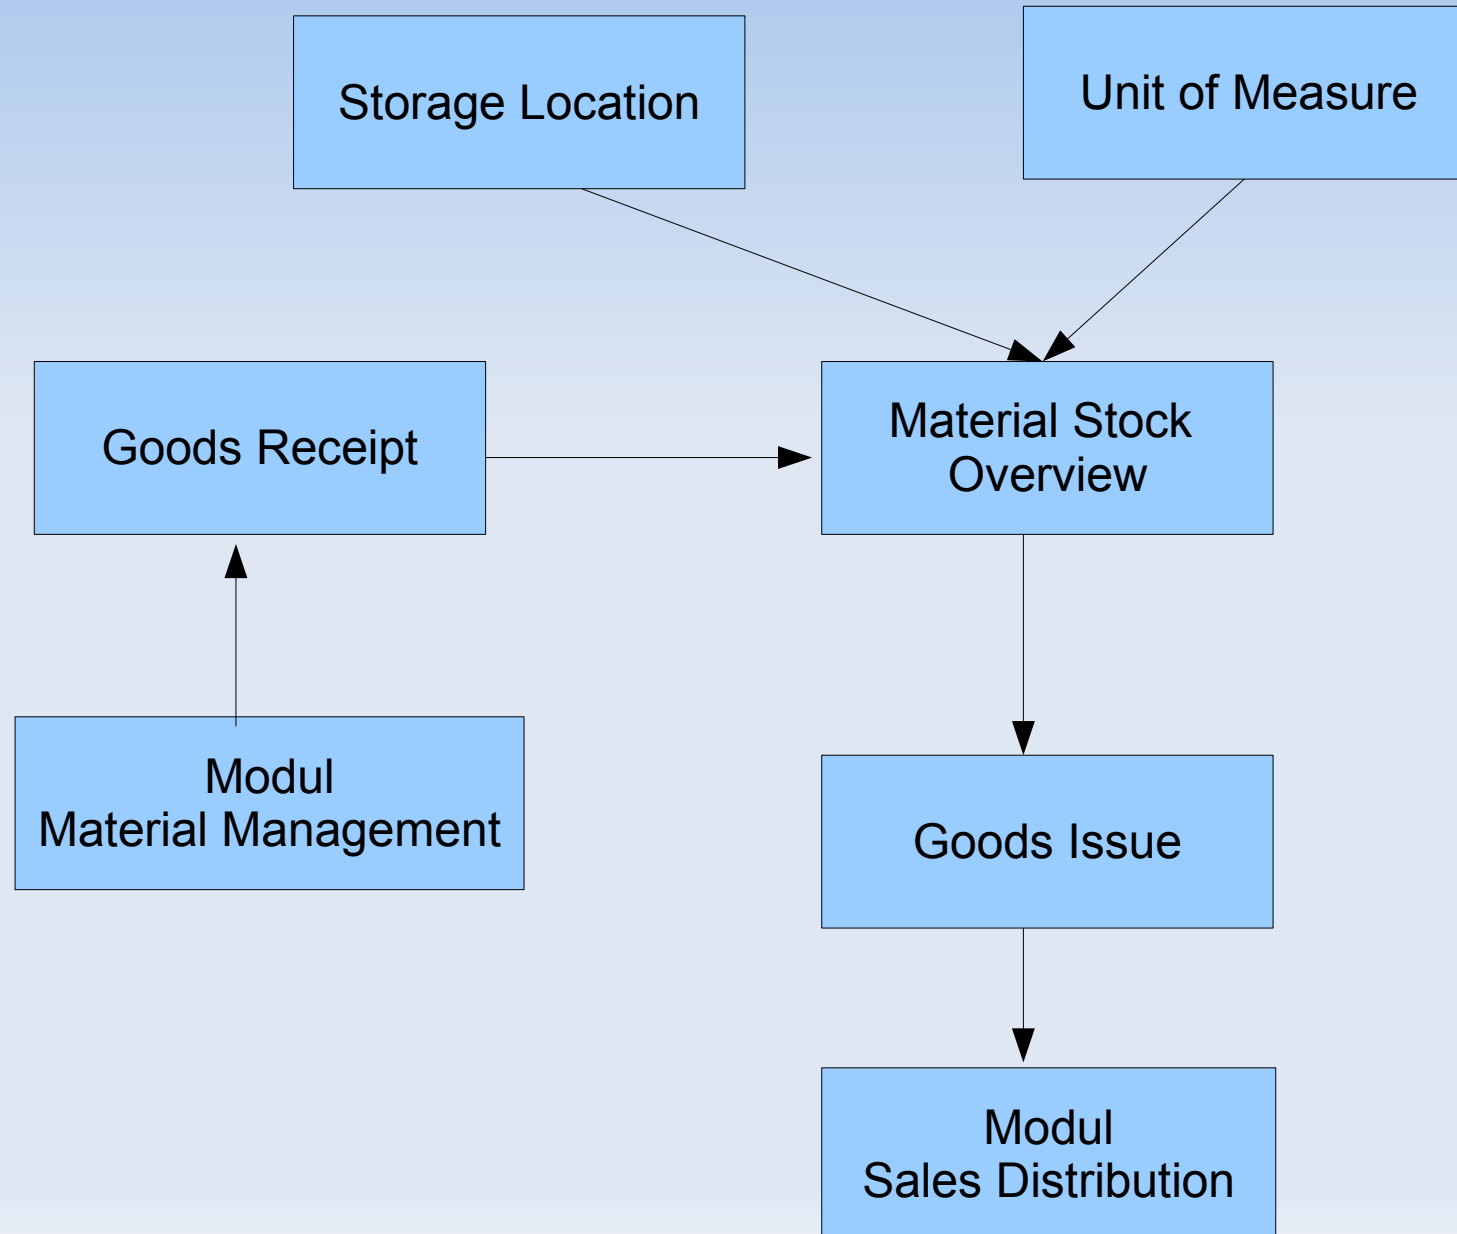 Storage Location
Unit of Measure
Goods Receipt
Material Stock
Overview
Modul
Material Management
Goods Issue
Modul
Sales Distribution